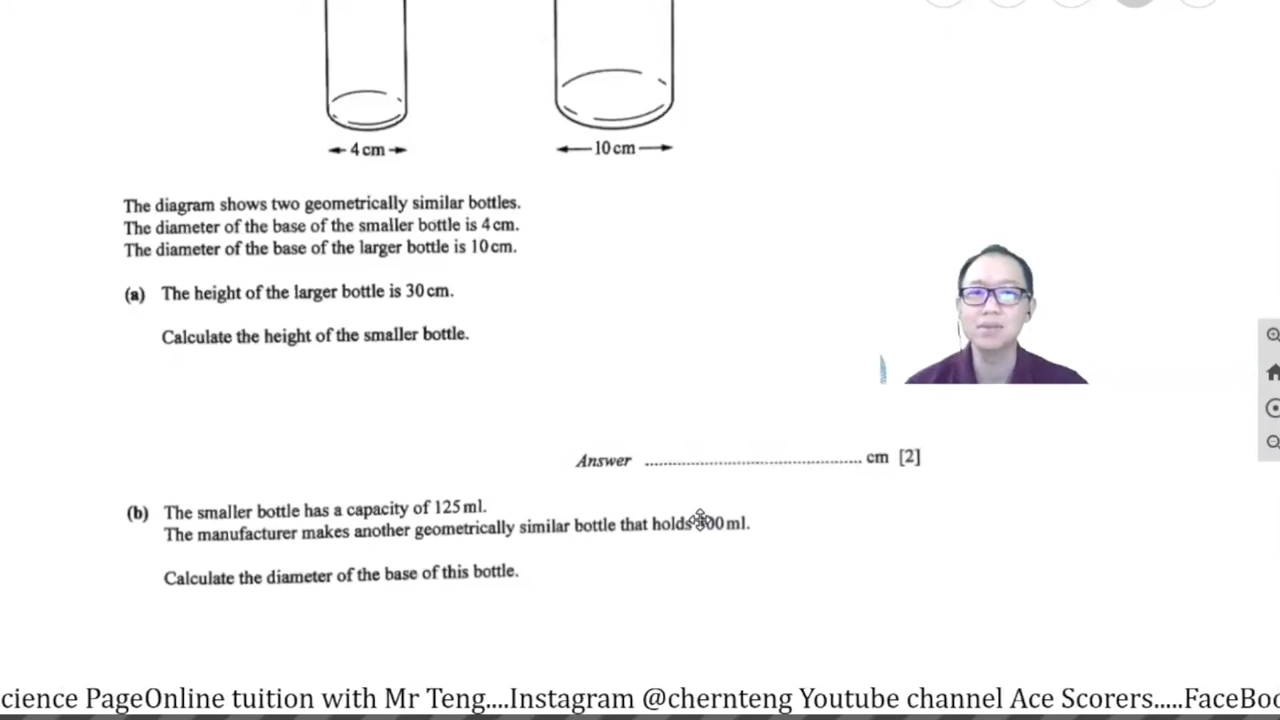 4 cm
10 cm
The diagram shows two geometrically similar bottles.
The diameter of the base of the smaller bottle is 4 cm.
The diameter of the base of the larger bottle is 10 cm.
(a) The height of the larger bottle is 30 cm.
Calculate the height of the smaller bottle.
Answer ................................................ cm [2]
(b) The smaller bottle has a capacity of 125 ml.
The manufacturer makes another geometrically similar bottle that holds ml.
Calculate the diameter of the base of this bottle.
cience PageOnline tuition with Mr Teng....Instagram @chernteng Youtube channel Ace Scorers.....FaceBoo